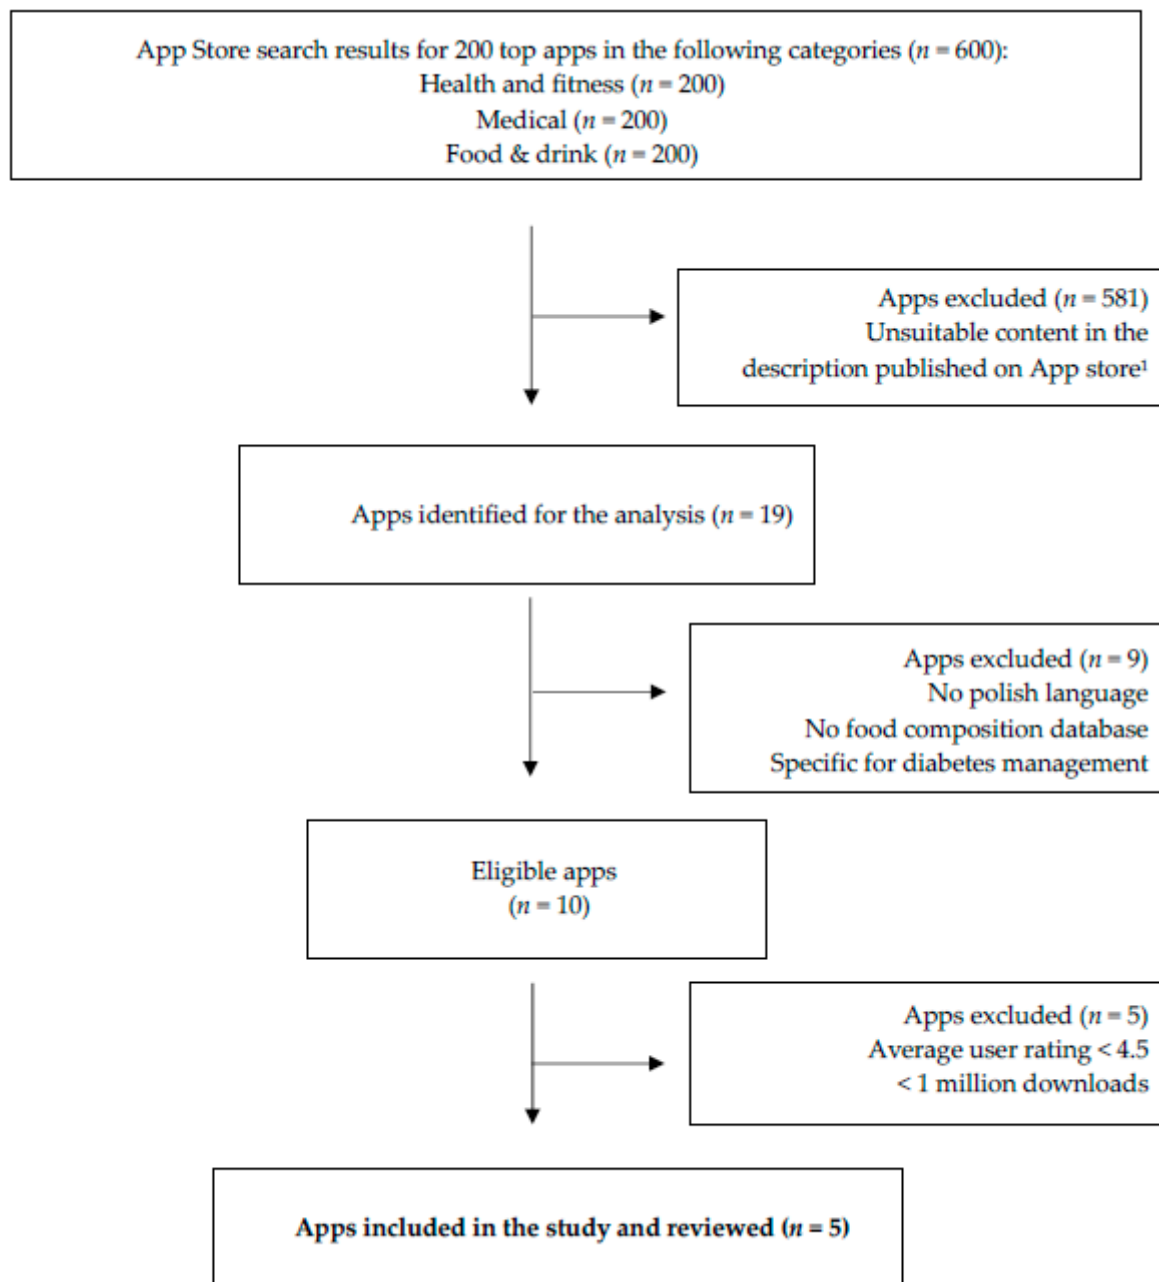 App Store search results for 200 top apps in the following categories (n = 600):
Health and fitness (n = 200)
Medical (n = 200)
Food & drink (n = 200)
Apps excluded (n = 581)
Unsuitable content in the
description published on App store¹
Apps identified for the analysis (n = 19)
Apps excluded (n = 9)
No polish language
No food composition database
Specific for diabetes management
Eligible apps
(n = 10)
Apps excluded (n = 5)
Average user rating < 4.5
< 1 million downloads
Apps included in the study and reviewed (n = 5)